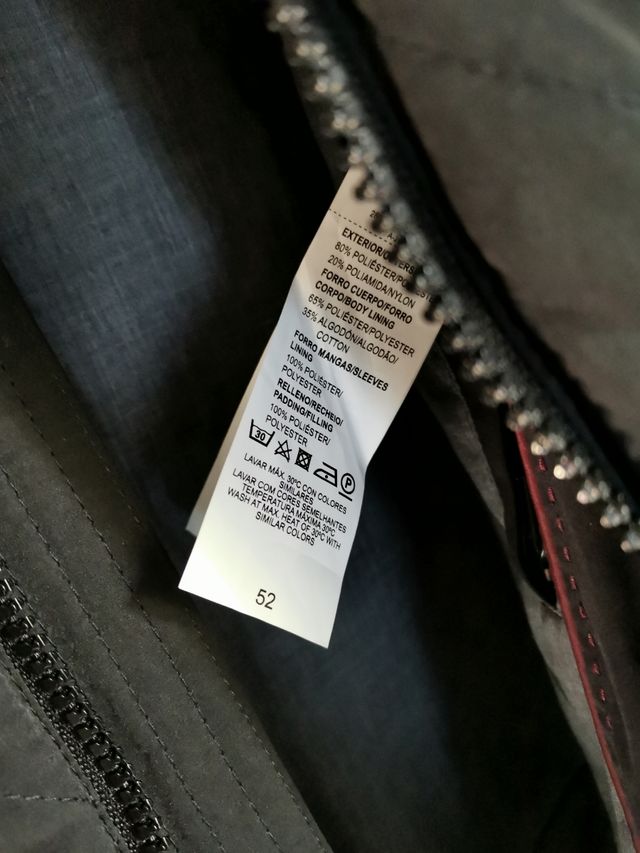 EXTERIOR/
80% POLIÉSTER/POLYESTER
20% POLIAMIDA/NYLON
FORRO CUERPO/FORRO
CORPO/BODY LINING
65% POLIÉSTER/POLYESTER
35% ALGODÓN/ALGODÃO/
COTTON
FORRO MANGAS/SLEEVES
LINING
100% POLIÉSTER/
POLYESTER
RELLENO/RECHEIO/
PADDING/FILLING
100% POLIÉSTER/
POLYESTER
30 P
LAVAR MÁX. 30ºC CON COLORES
SIMILARES
LAVAR COM CORES SEMELHANTES
TEMPERATURA MÁXIMA 30ºC
WASH AT MAX. HEAT OF 30ºC WITH
SIMILAR COLORS
52